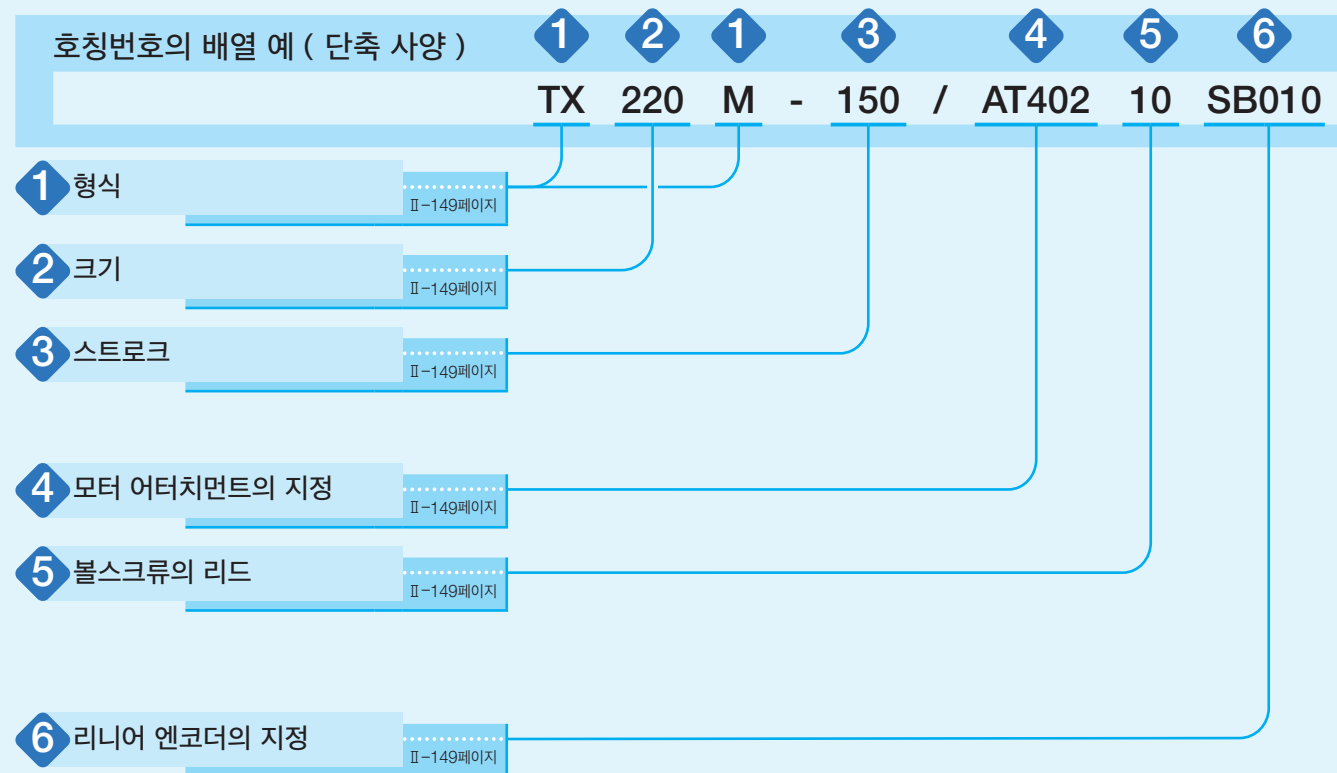 호칭번호의 배열 예 ( 단축 사양 )
1 2 1 3 4 5 6
TX 220 M - 150 / AT402 10 SB010
1 형식
Ⅱ-149페이지
2 크기
Ⅱ-149페이지
3 스트로크
Ⅱ-149페이지
4 모터 어터치먼트의 지정
Ⅱ-149페이지
5 볼스크류의 리드
Ⅱ-149페이지
6 리니어 엔코더의 지정
Ⅱ-149페이지